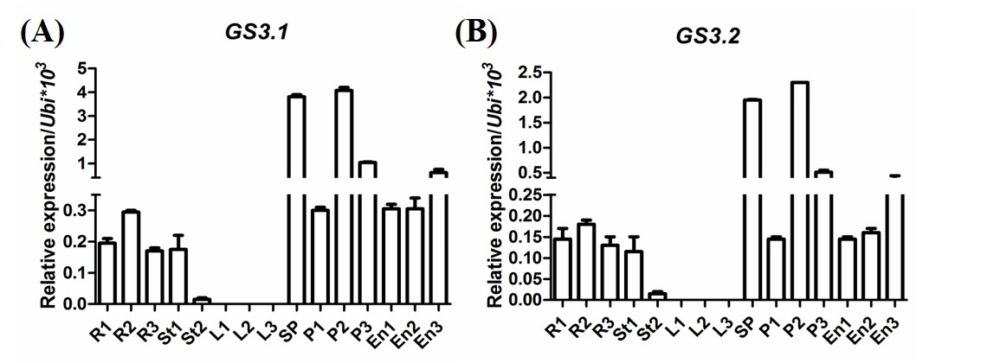 (A)
GS3.1
Relative expression/Ubi*10³
5
4
3
2
1
0.3
0.2
0.1
0.0
R1 R2 R3 St1 St2 L1 L2 L3 SP P1 P2 P3 En1 En2 En3
(B)
GS3.2
Relative expression/Ubi*10³
2.5
2.0
1.5
1.0
0.5
0.25
0.20
0.15
0.10
0.05
0.00
R1 R2 R3 St1 St2 L1 L2 L3 SP P1 P2 P3 En1 En2 En3